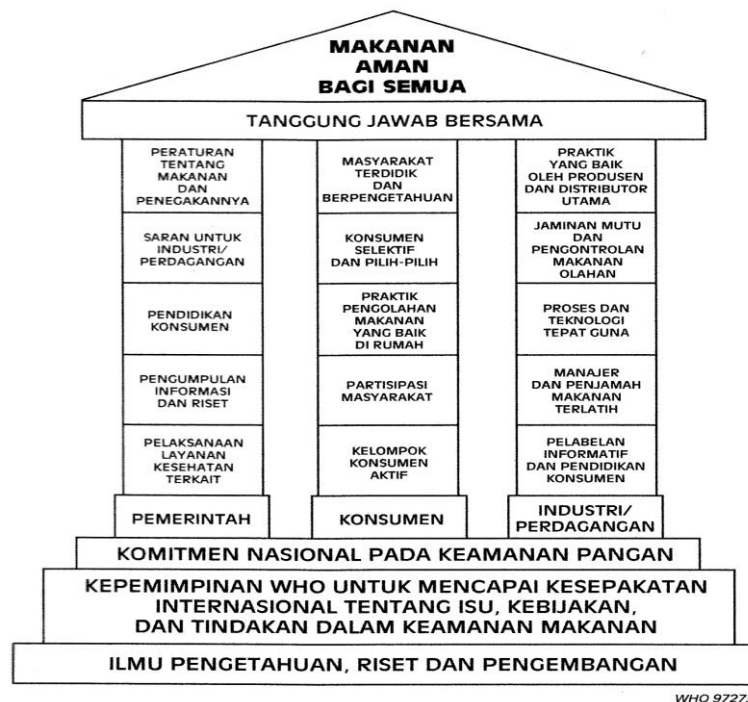 MAKANAN
AMAN
BAGI SEMUA
TANGGUNG JAWAB BERSAMA
PERATURAN
TENTANG
MAKANAN
DAN
PENEGAKANNYA
SARAN UNTUK
INDUSTRI/
PERDAGANGAN
PENDIDIKAN
KONSUMEN
PENGUMPULAN
INFORMASI
DAN RISET
PELAKSANAAN
LAYANAN
KESEHATAN
TERKAIT
PEMERINTAH
MASYARAKAT
TERDIDIK
DAN
BERPENGETAHUAN
KONSUMEN
SELEKTIF
DAN PILIH-PILIH
PRAKTIK
PENGOLAHAN
MAKANAN
YANG BAIK
DI RUMAH
PARTISIPASI
MASYARAKAT
KELOMPOK
KONSUMEN
AKTIF
KONSUMEN
PRAKTIK
YANG BAIK
OLEH PRODUSEN
DAN DISTRIBUTOR
UTAMA
JAMINAN MUTU
DAN
PENGONTROLAN
MAKANAN
OLAHAN
PROSES DAN
TEKNOLOGI
TEPAT GUNA
MANAJER
DAN PENJAMAH
MAKANAN
TERLATIH
PELABELAN
INFORMATIF
DAN PENDIDIKAN
KONSUMEN
INDUSTRI/
PERDAGANGAN
KOMITMEN NASIONAL PADA KEAMANAN PANGAN
KEPEMIMPINAN WHO UNTUK MENCAPAI KESEPAKATAN
INTERNASIONAL TENTANG ISU, KEBIJAKAN,
DAN TINDAKAN DALAM KEAMANAN MAKANAN
ILMU PENGETAHUAN, RISET DAN PENGEMBANGAN
WHO